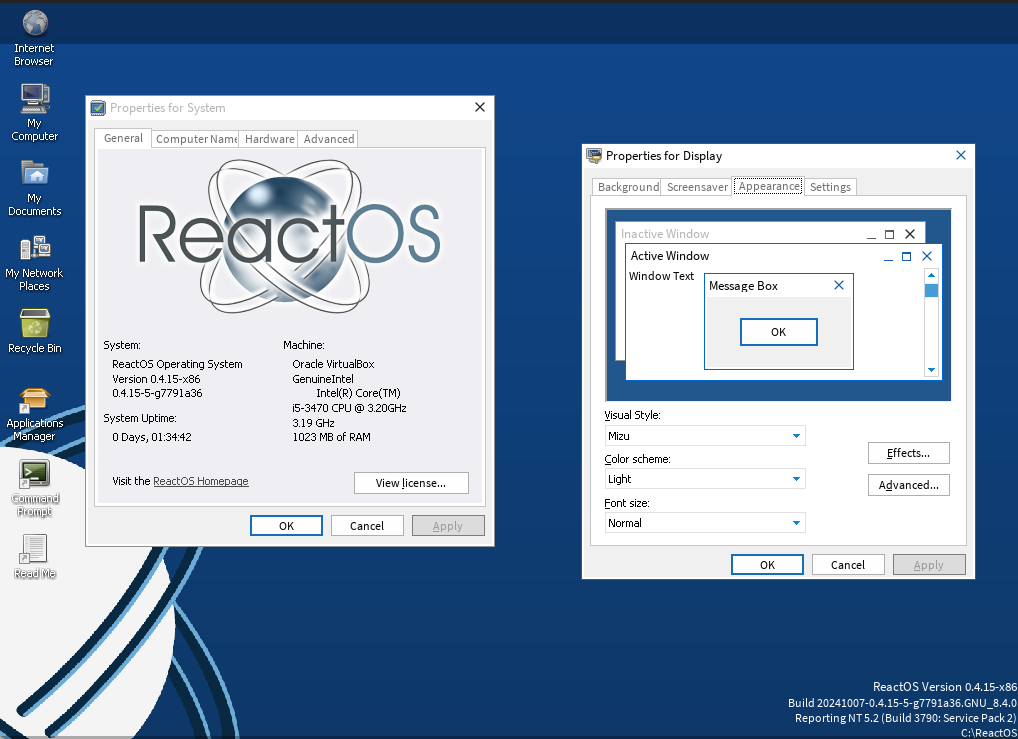 Internet
Browser
My
Computer
My
Documents
My Network
Places
Recycle Bin
Applications
Manager
Command
Prompt
Read Me
Properties for System
General
Computer Name
Hardware
Advanced
ReactOS
System:
ReactOS Operating System
Version 0.4.15-x86
0.4.15-5-g7791a36
System Uptime:
0 Days, 01:34:42
Machine:
Oracle VirtualBox
GenuineIntel
Intel(R) Core(TM)
i5-3470 CPU @ 3.20GHz
3.19 GHz
1023 MB of RAM
Visit the ReactOS Homepage
View license...
OK
Cancel
Apply
Properties for Display
Background
Screensaver
Appearance
Settings
Inactive Window
Active Window
Window Text
Message Box
OK
Visual Style:
Mizu
Color scheme:
Light
Font size:
Normal
Effects...
Advanced...
OK
Cancel
Apply
ReactOS Version 0.4.15-x86
Build 20241007-0.4.15-5-g7791a36.GNU_8.4.0
Reporting NT 5.2 (Build 3790: Service Pack 2)
C:\ReactOS